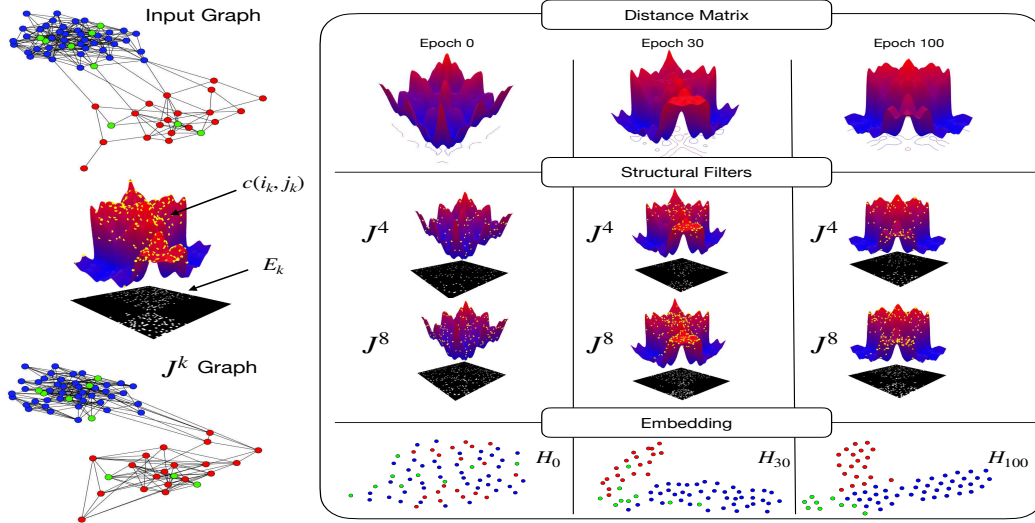 Input Graph
c(i_k, j_k)
E_k
J^k Graph
Distance Matrix
Epoch 0
Epoch 30
Epoch 100
Structural Filters
J^4
J^4
J^4
J^8
J^8
J^8
Embedding
H_0
H_30
H_100